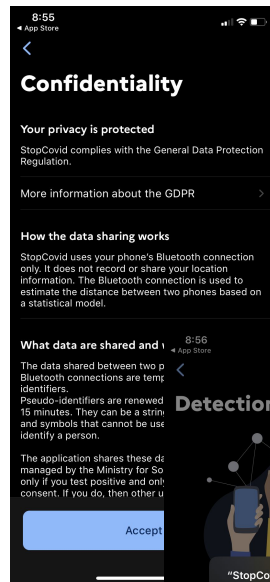 8:55
◀ App Store
Confidentiality
Your privacy is protected
StopCovid complies with the General Data Protection
Regulation.
More information about the GDPR
How the data sharing works
StopCovid uses your phone's Bluetooth connection
only. It does not record or share your location
information. The Bluetooth connection is used to
estimate the distance between two phones based on
a statistical model.
What data are shared and
The data shared between two p
Bluetooth connections are temp
identifiers.
Pseudo-identifiers are renewed
15 minutes. They can be a string
and symbols that cannot be use
identify a person.
The application shares these da
managed by the Ministry for So
only if you test positive and only
consent. If you do, then other u
Accept
8:56
◀ App Store
Detection
"StopCo